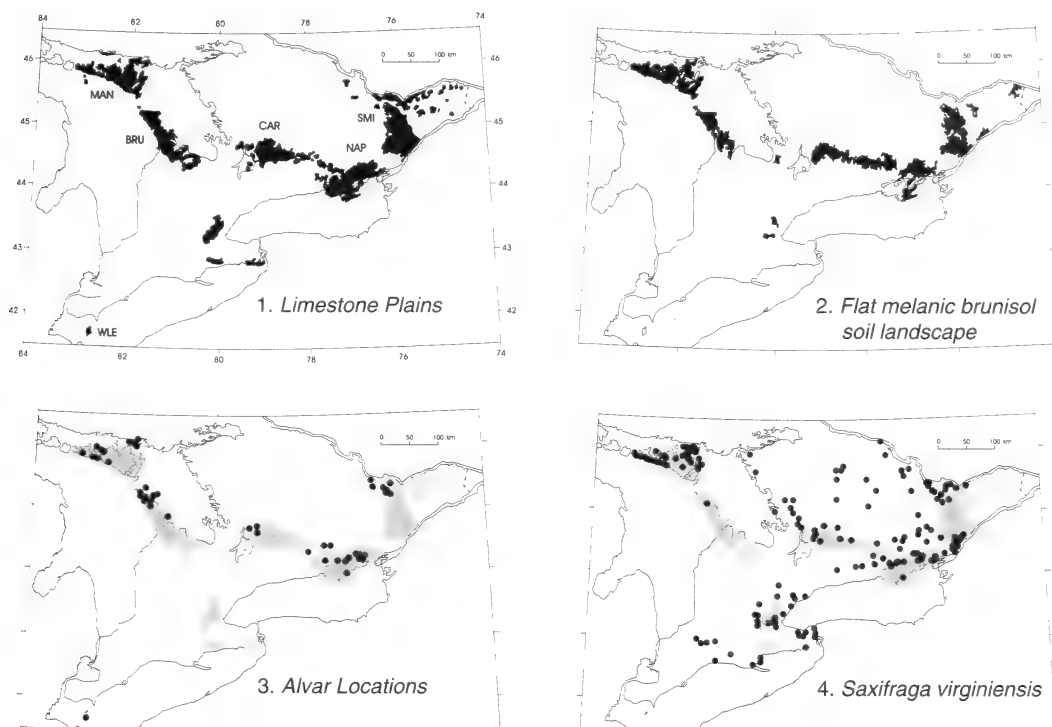 84 82 80 78 76 74
0 50 100 km
46 46
MAN
45 SMI 45
BRU CAR
NAP
44 44
43 43
1. Limestone Plains
42 WLE 42
84 82 80 78 76
0 50 100 km
2. Flat melanic brunisol
soil landscape
0 50 100 km
3. Alvar Locations
0 50 100 km
4. Saxifraga virginiensis